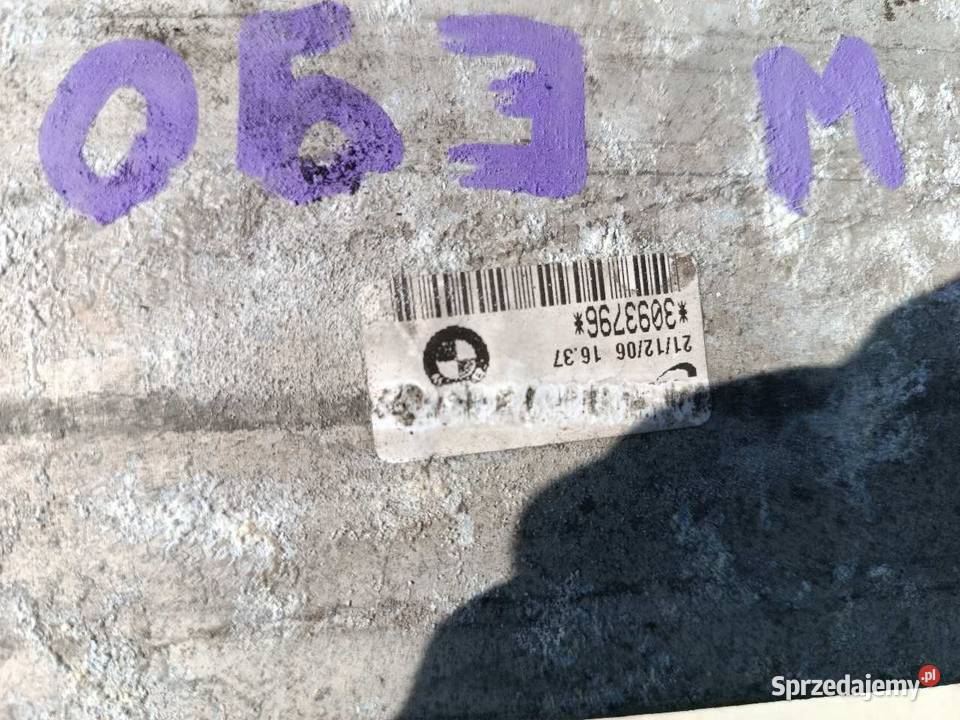 W E90
21/12/06 16.37
*3093796*
Sprzedajemy.pl